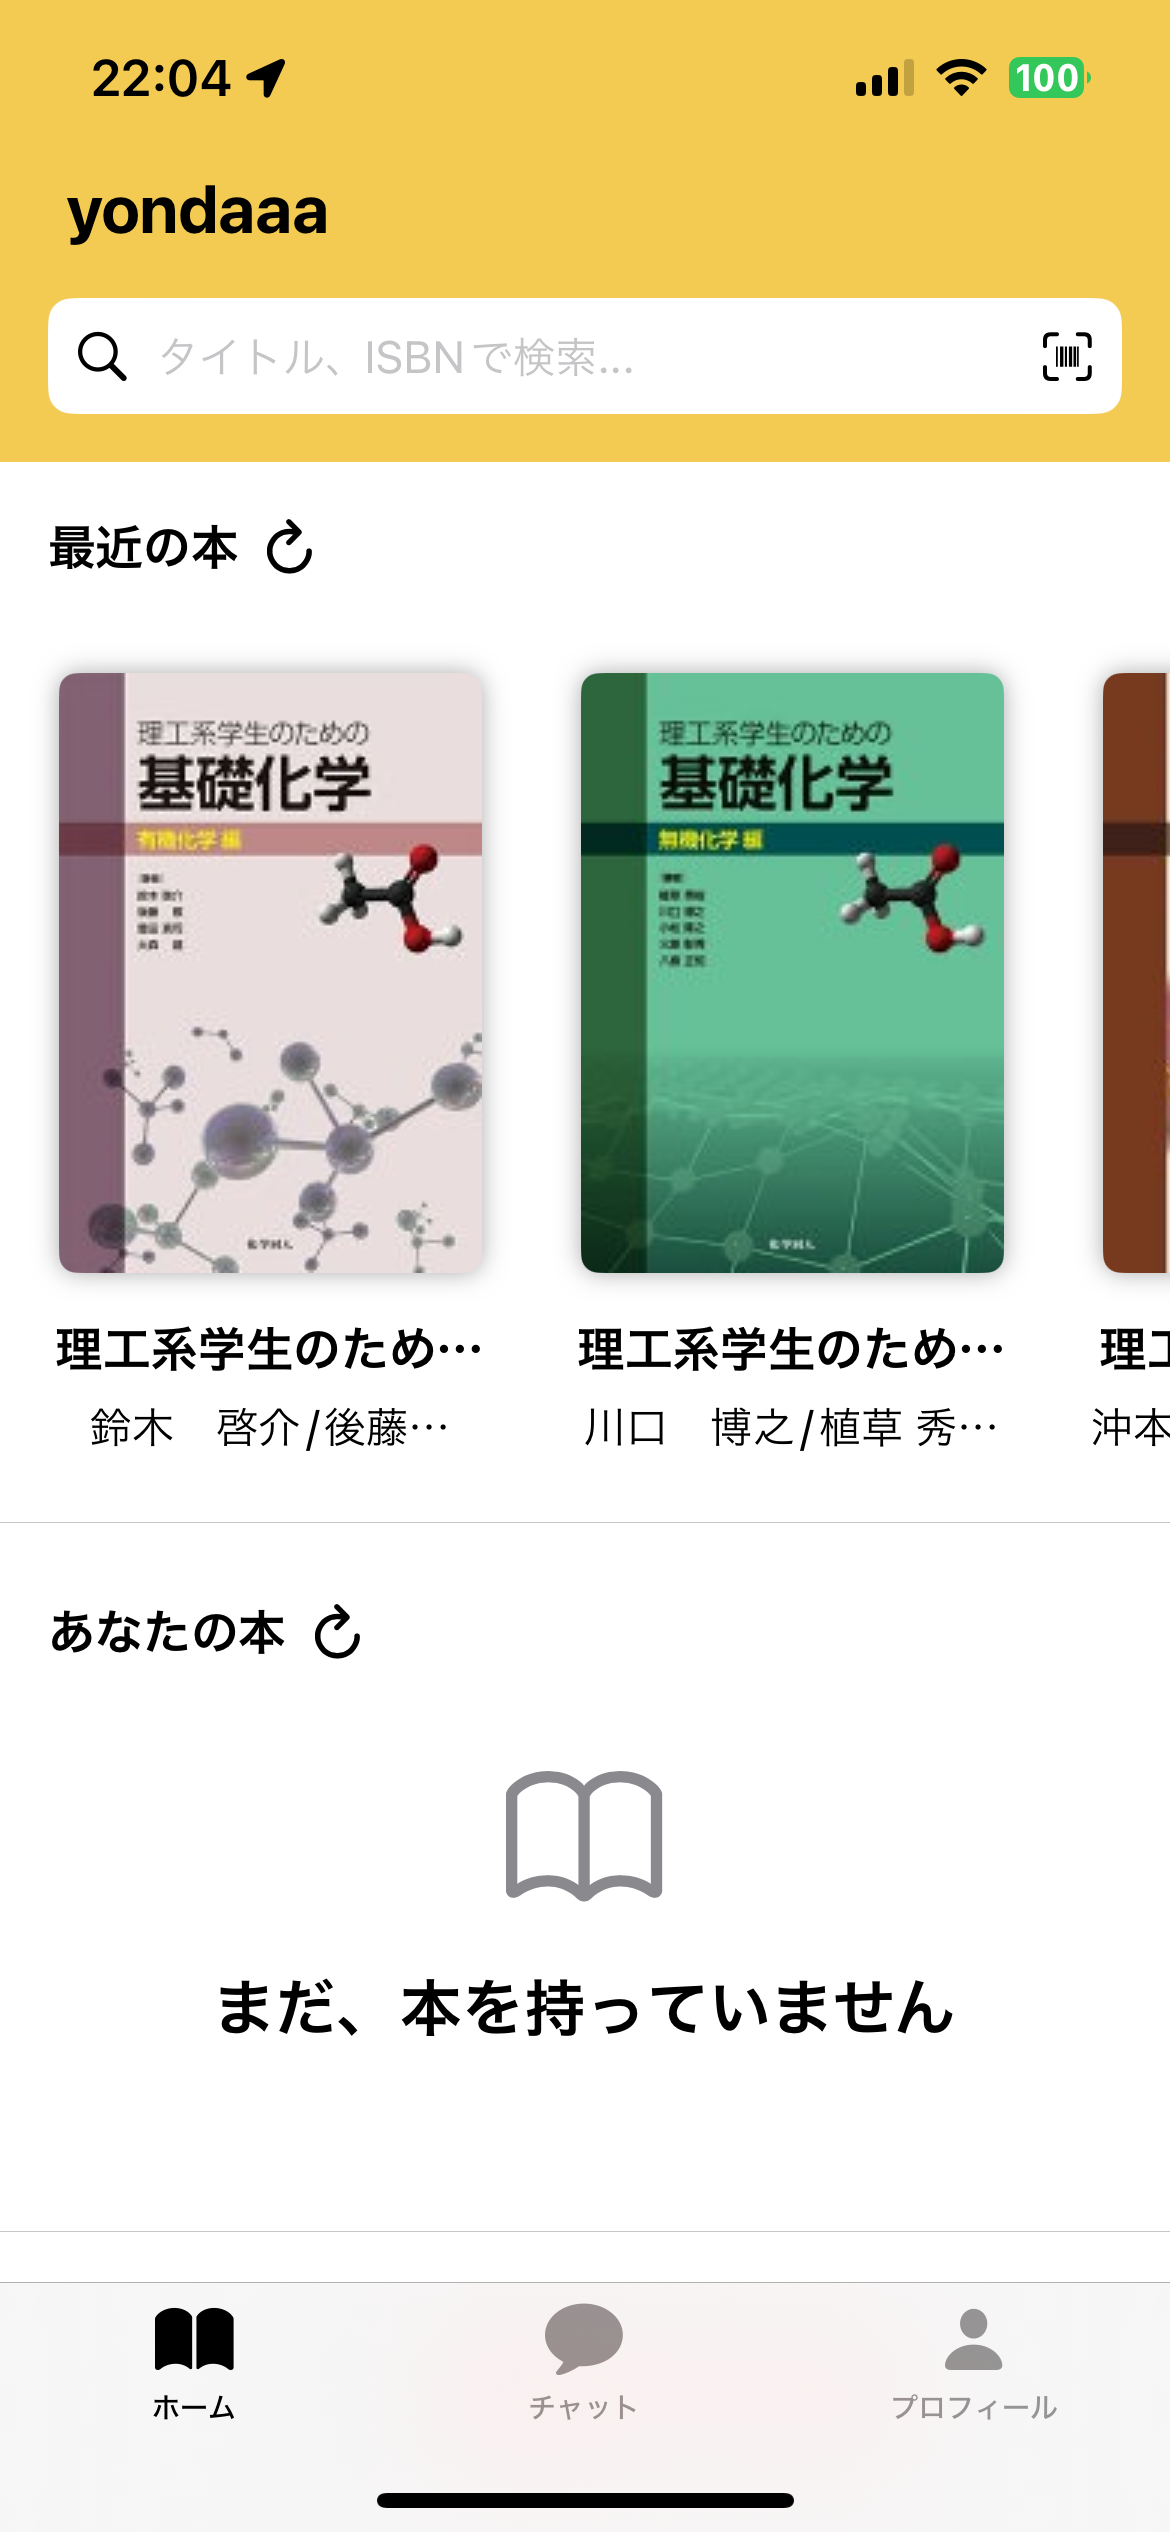 22:04
100
yondaaa
タイトル、ISBNで検索...
最近の本
理工系学生のための
基礎化学
有機化学 編
理工系学生のための
基礎化学
無機化学 編
理工系学生のため…
理工系学生のため…
理工
鈴木　啓介/後藤…
川口　博之/植草 秀…
沖本
あなたの本
まだ、本を持っていません
ホーム
チャット
プロフィール